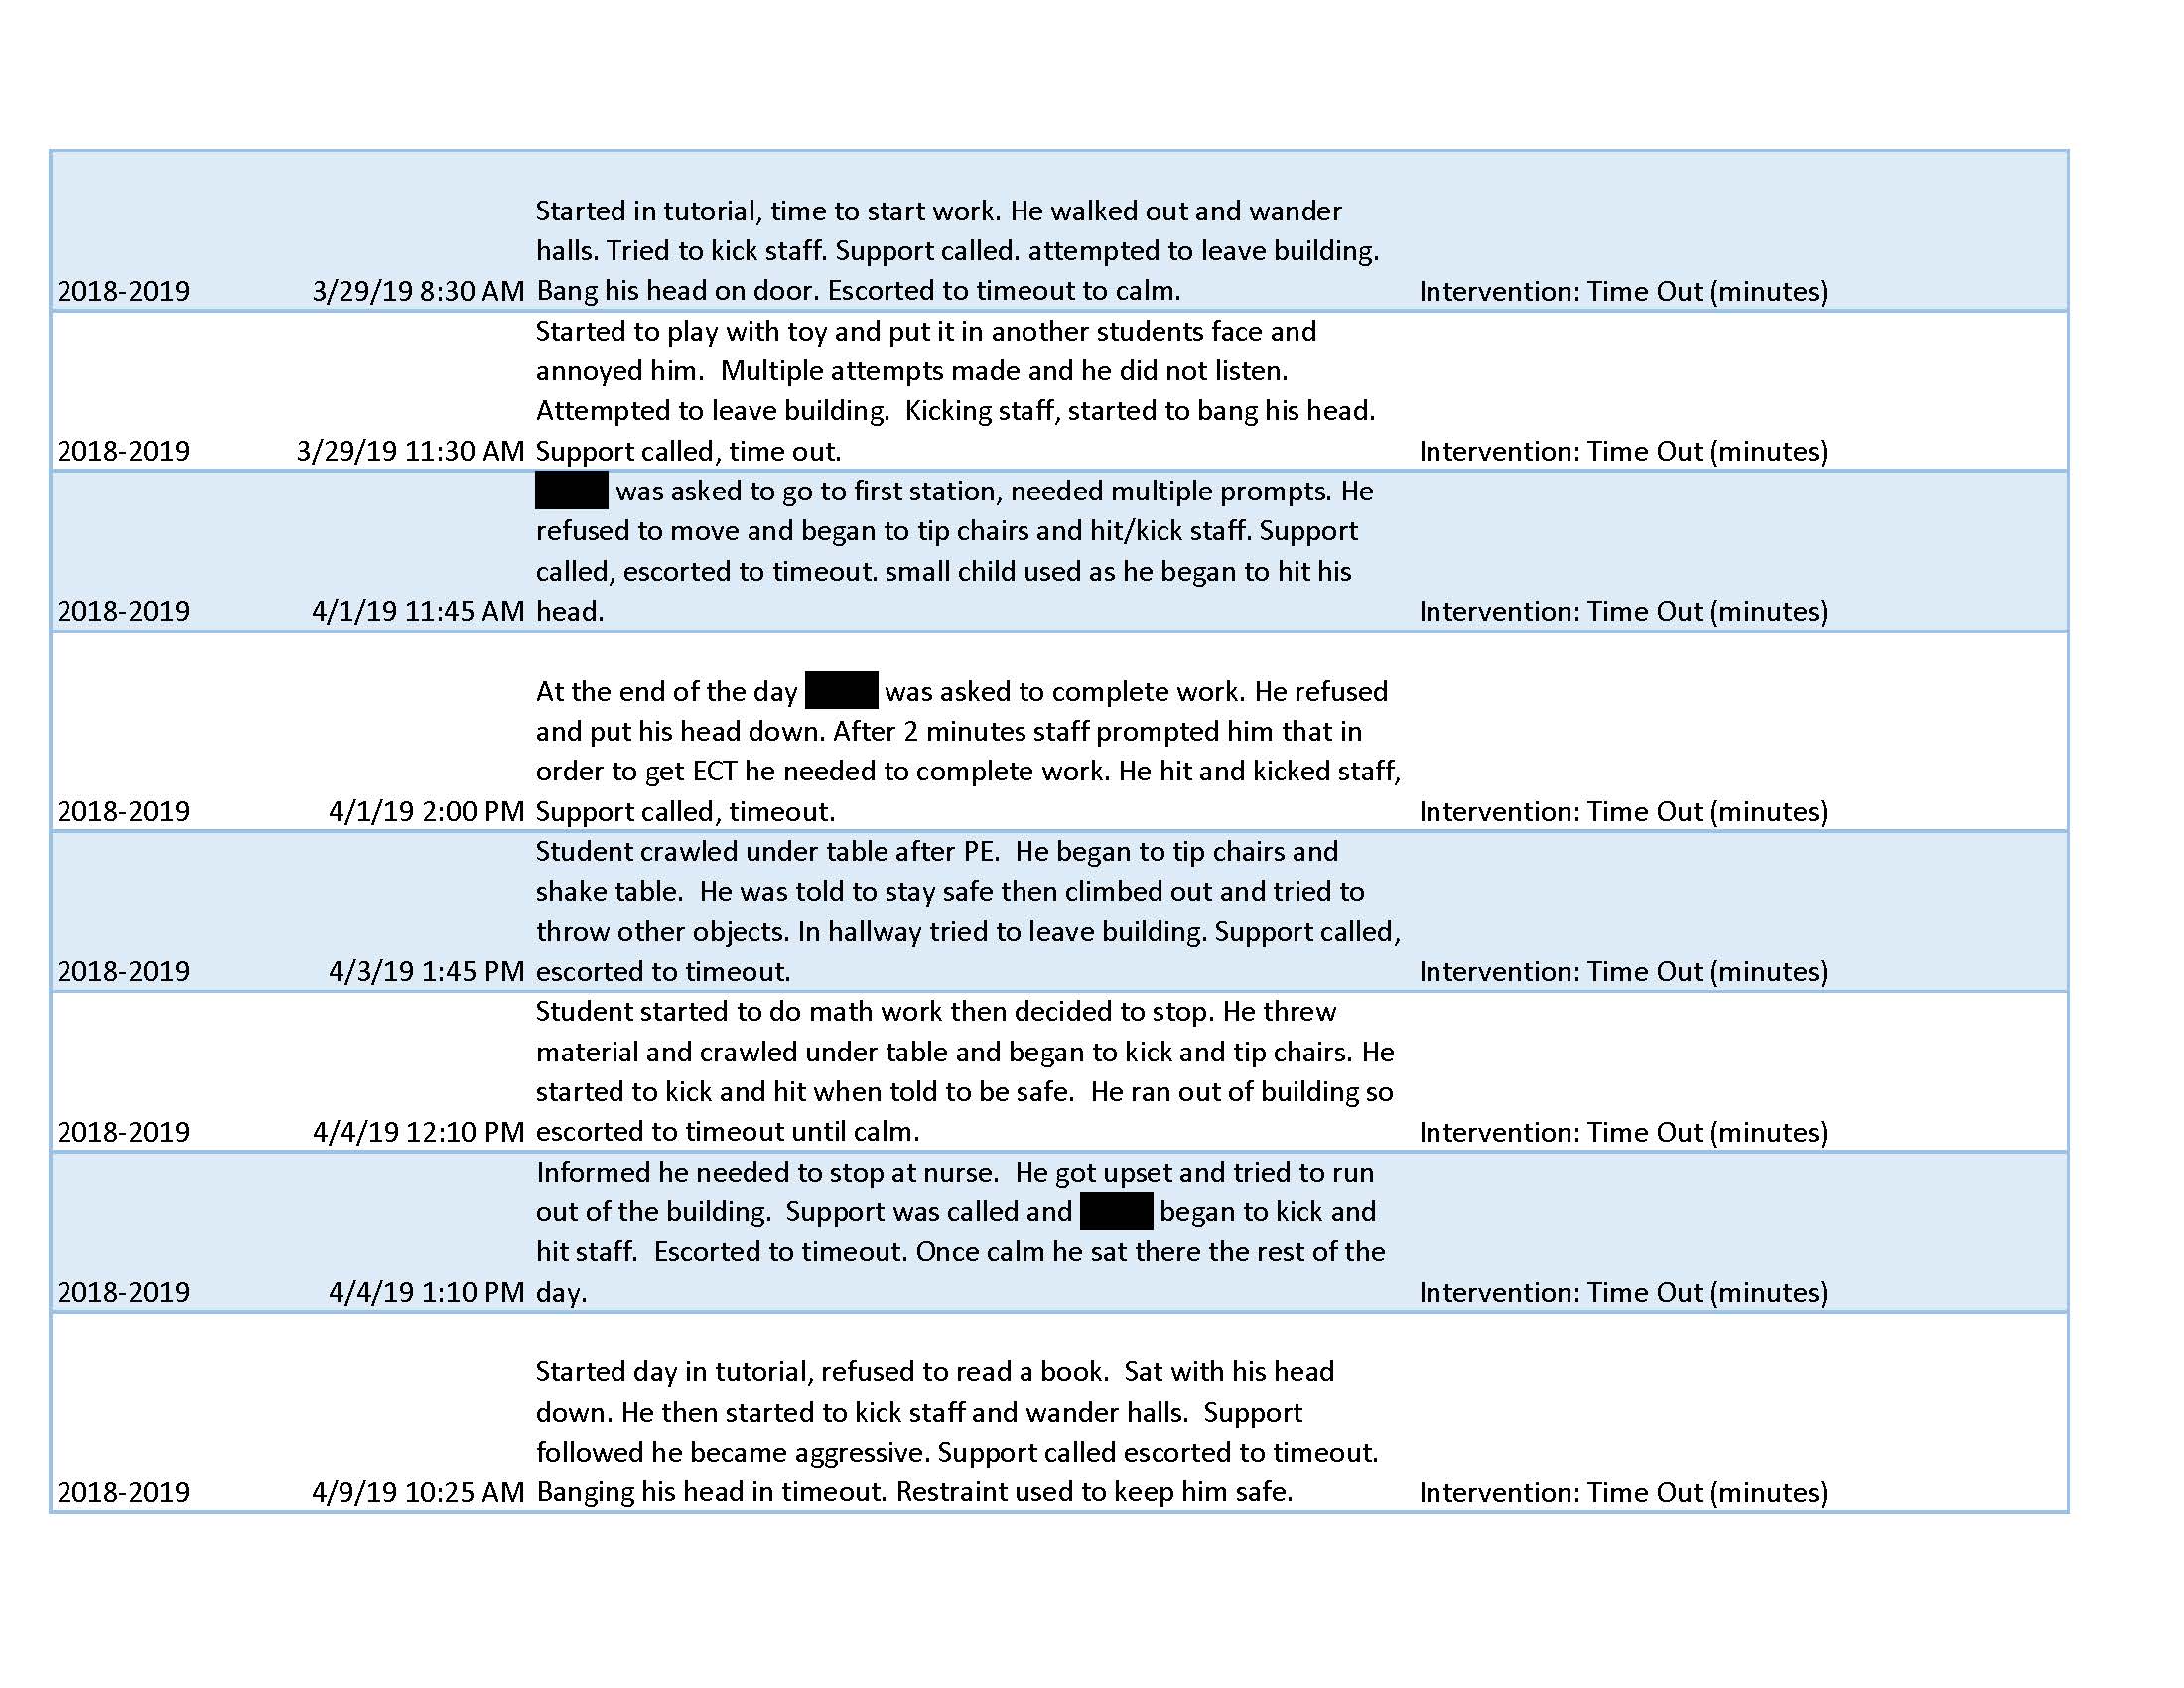 Started in tutorial, time to start work. He walked out and wander
halls. Tried to kick staff. Support called. attempted to leave building.
2018-2019 3/29/19 8:30 AM Bang his head on door. Escorted to timeout to calm. Intervention: Time Out (minutes)
Started to play with toy and put it in another students face and
annoyed him.  Multiple attempts made and he did not listen.
Attempted to leave building.  Kicking staff, started to bang his head.
2018-2019 3/29/19 11:30 AM Support called, time out. Intervention: Time Out (minutes)
was asked to go to first station, needed multiple prompts. He
refused to move and began to tip chairs and hit/kick staff. Support
called, escorted to timeout. small child used as he began to hit his
2018-2019 4/1/19 11:45 AM head. Intervention: Time Out (minutes)
At the end of the day was asked to complete work. He refused
and put his head down. After 2 minutes staff prompted him that in
order to get ECT he needed to complete work. He hit and kicked staff,
2018-2019 4/1/19 2:00 PM Support called, timeout. Intervention: Time Out (minutes)
Student crawled under table after PE.  He began to tip chairs and
shake table.  He was told to stay safe then climbed out and tried to
throw other objects. In hallway tried to leave building. Support called,
2018-2019 4/3/19 1:45 PM escorted to timeout. Intervention: Time Out (minutes)
Student started to do math work then decided to stop. He threw
material and crawled under table and began to kick and tip chairs. He
started to kick and hit when told to be safe.  He ran out of building so
2018-2019 4/4/19 12:10 PM escorted to timeout until calm. Intervention: Time Out (minutes)
Informed he needed to stop at nurse.  He got upset and tried to run
out of the building.  Support was called and began to kick and
hit staff.  Escorted to timeout. Once calm he sat there the rest of the
2018-2019 4/4/19 1:10 PM day. Intervention: Time Out (minutes)
Started day in tutorial, refused to read a book.  Sat with his head
down. He then started to kick staff and wander halls.  Support
followed he became aggressive. Support called escorted to timeout.
2018-2019 4/9/19 10:25 AM Banging his head in timeout. Restraint used to keep him safe. Intervention: Time Out (minutes)